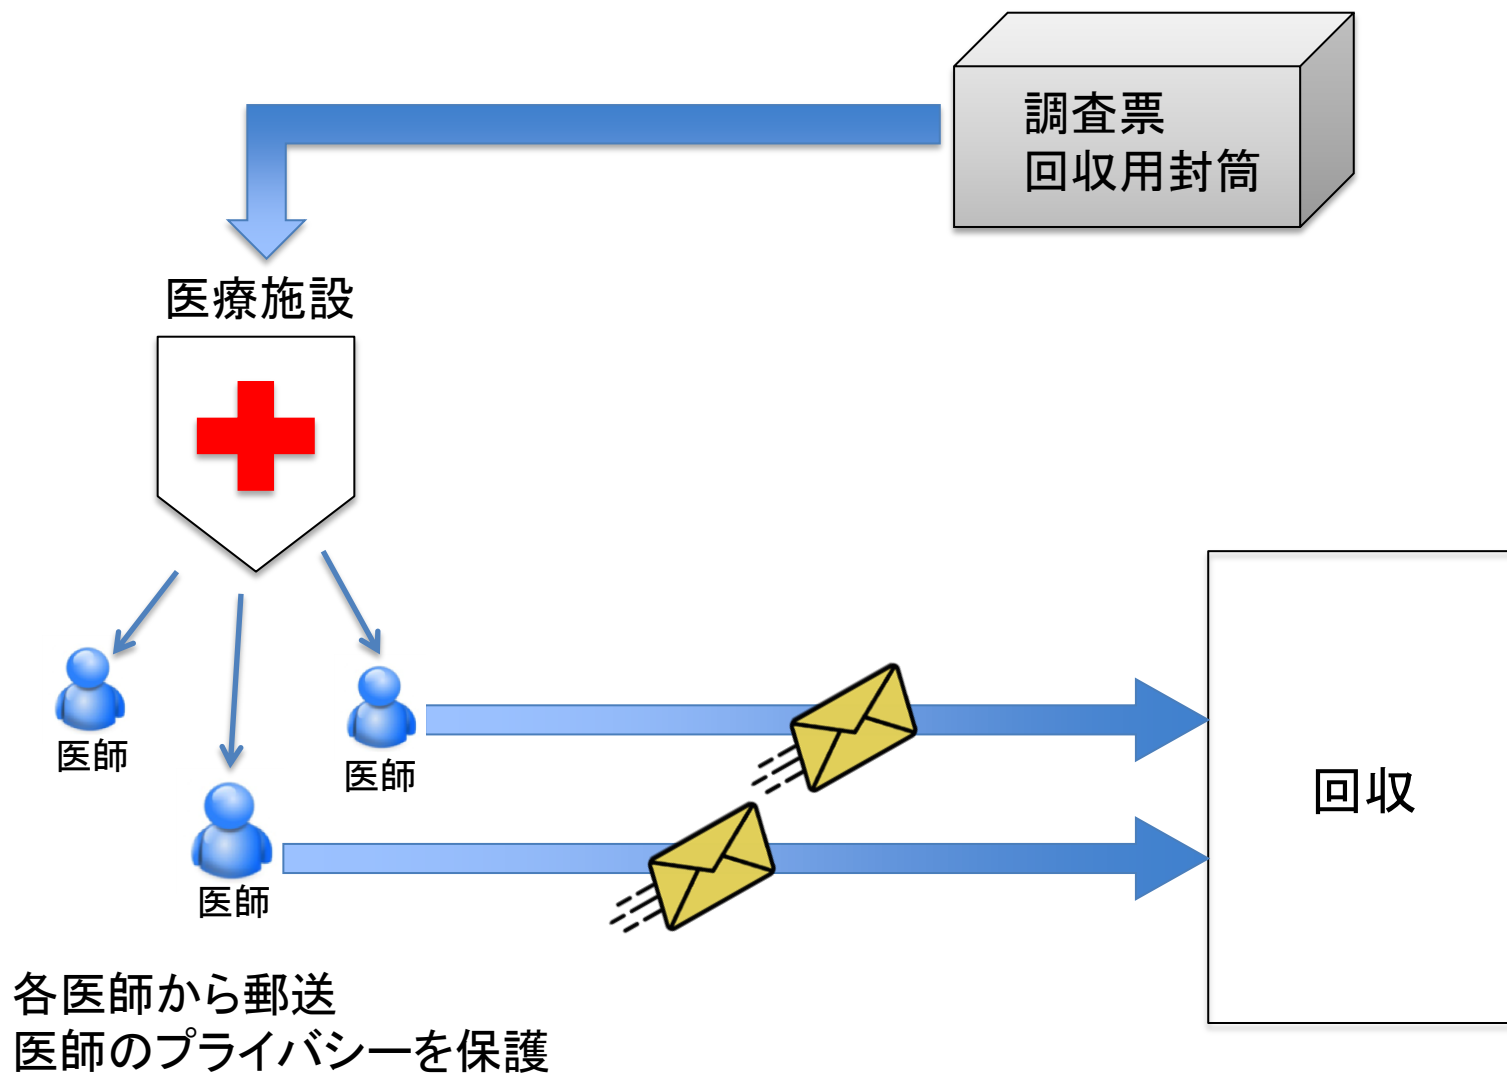 調査票
回収用封筒
医療施設
医師
医師
医師
回収
各医師から郵送
医師のプライバシーを保護